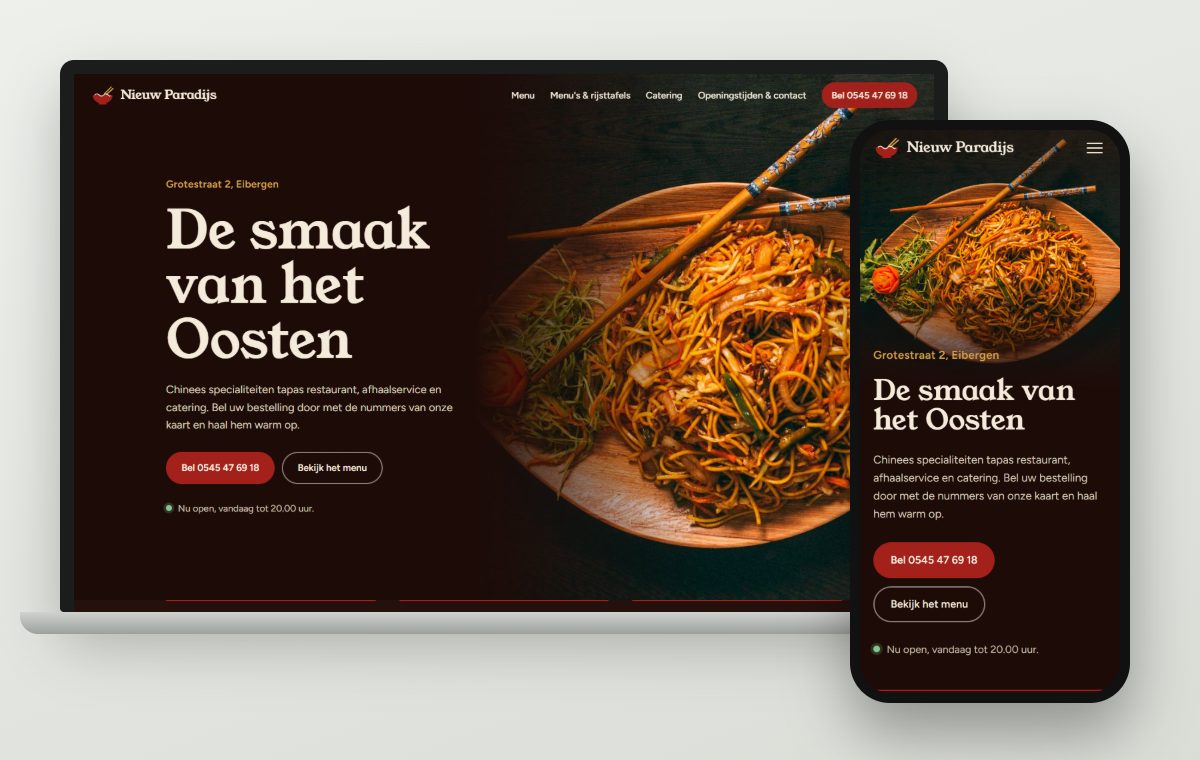 Nieuw Paradijs
Menu
Menu's & rijsttafels
Catering
Openingstijden & contact
Bel 0545 47 69 18
Grotestraat 2, Eibergen
De smaak
van het
Oosten
Chinees specialiteiten tapas restaurant, afhaalservice en
catering. Bel uw bestelling door met de nummers van onze
kaart en haal hem warm op.
Bel 0545 47 69 18
Bekijk het menu
Nu open, vandaag tot 20.00 uur.
Nieuw Paradijs
Grotestraat 2, Eibergen
De smaak van
het Oosten
Chinees specialiteiten tapas restaurant,
afhaalservice en catering. Bel uw bestelling
door met de nummers van onze kaart en haal
hem warm op.
Bel 0545 47 69 18
Bekijk het menu
Nu open, vandaag tot 20.00 uur.